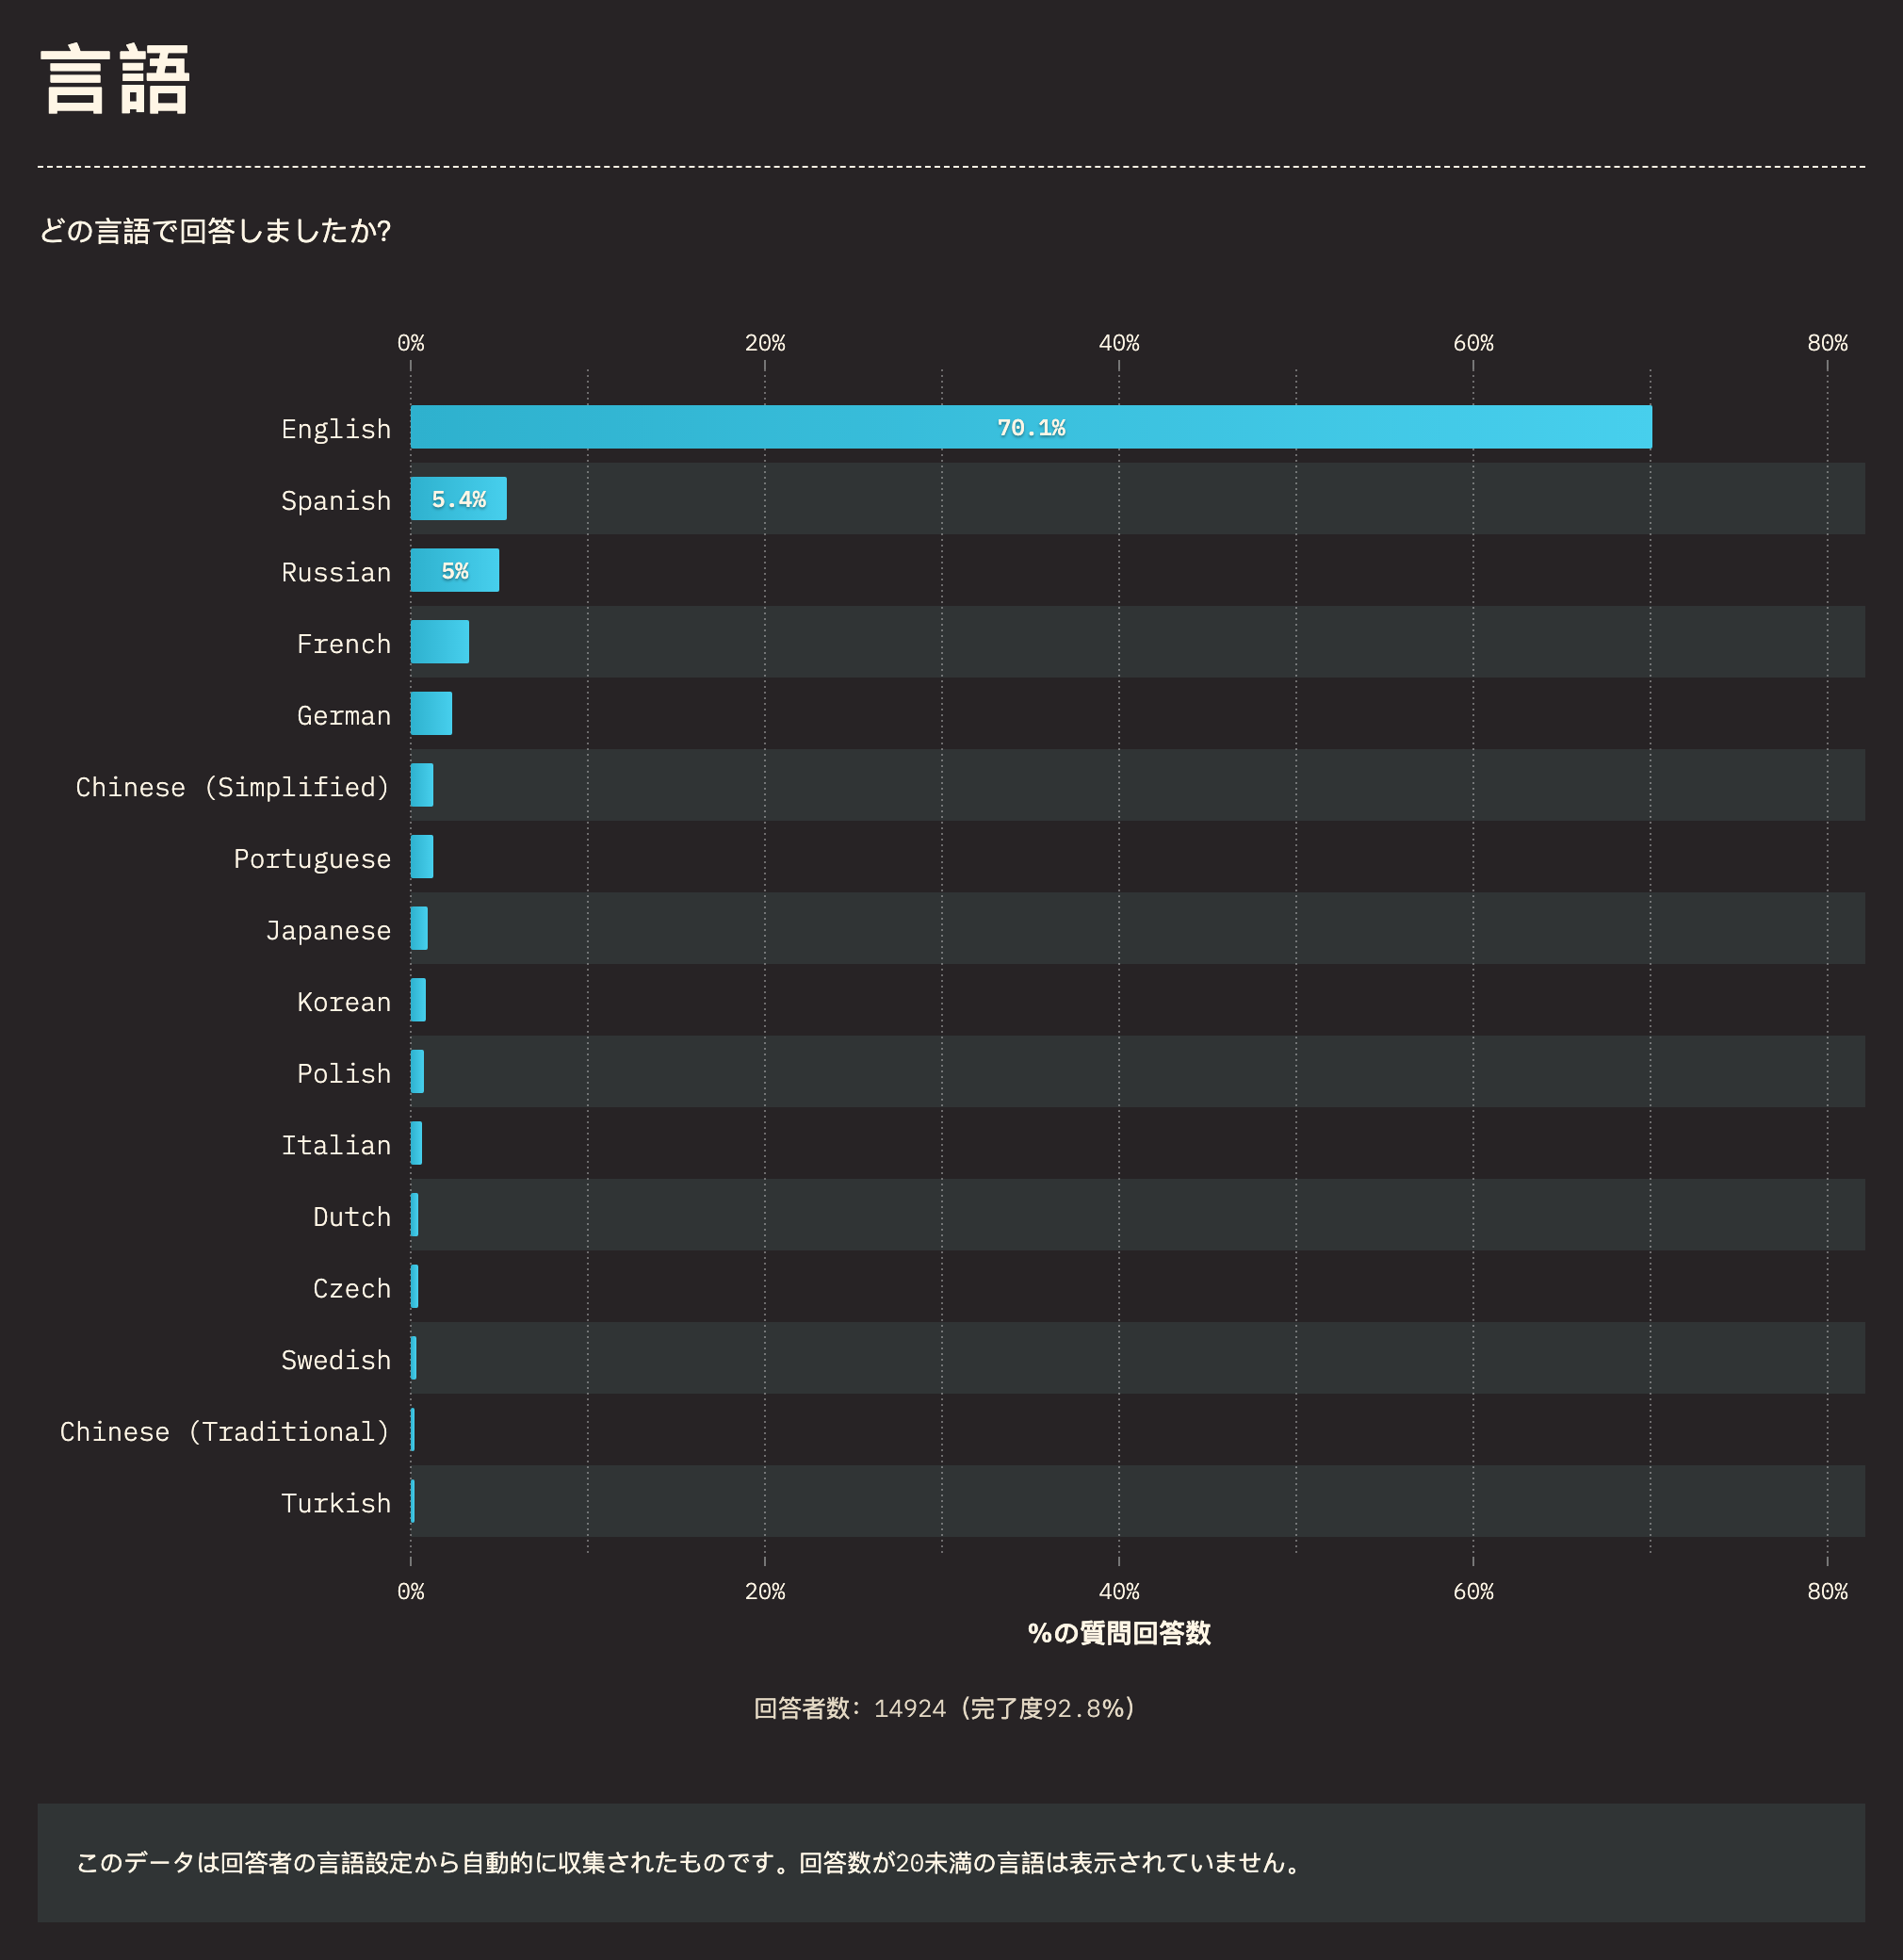 言語
どの言語で回答しましたか?
0% 20% 40% 60% 80%
English 70.1%
Spanish 5.4%
Russian 5%
French
German
Chinese (Simplified)
Portuguese
Japanese
Korean
Polish
Italian
Dutch
Czech
Swedish
Chinese (Traditional)
Turkish
0% 20% 40% 60% 80%
%の質問回答数
回答者数: 14924 (完了度92.8%)
このデータは回答者の言語設定から自動的に収集されたものです。回答数が20未満の言語は表示されていません。